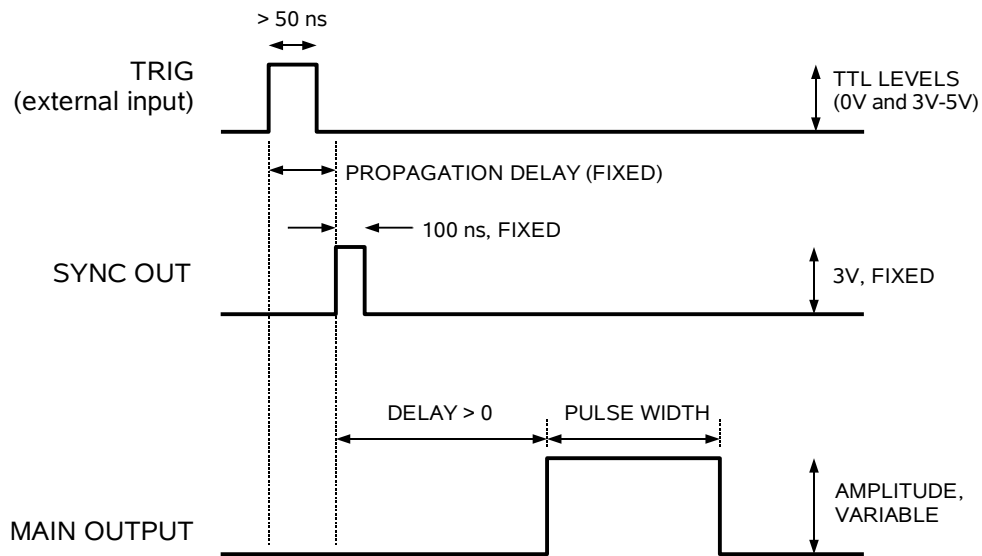 > 50 ns
TRIG
(external input)
TTL LEVELS
(0V and 3V-5V)
PROPAGATION DELAY (FIXED)
100 ns, FIXED
SYNC OUT
3V, FIXED
DELAY > 0
PULSE WIDTH
AMPLITUDE,
VARIABLE
MAIN OUTPUT